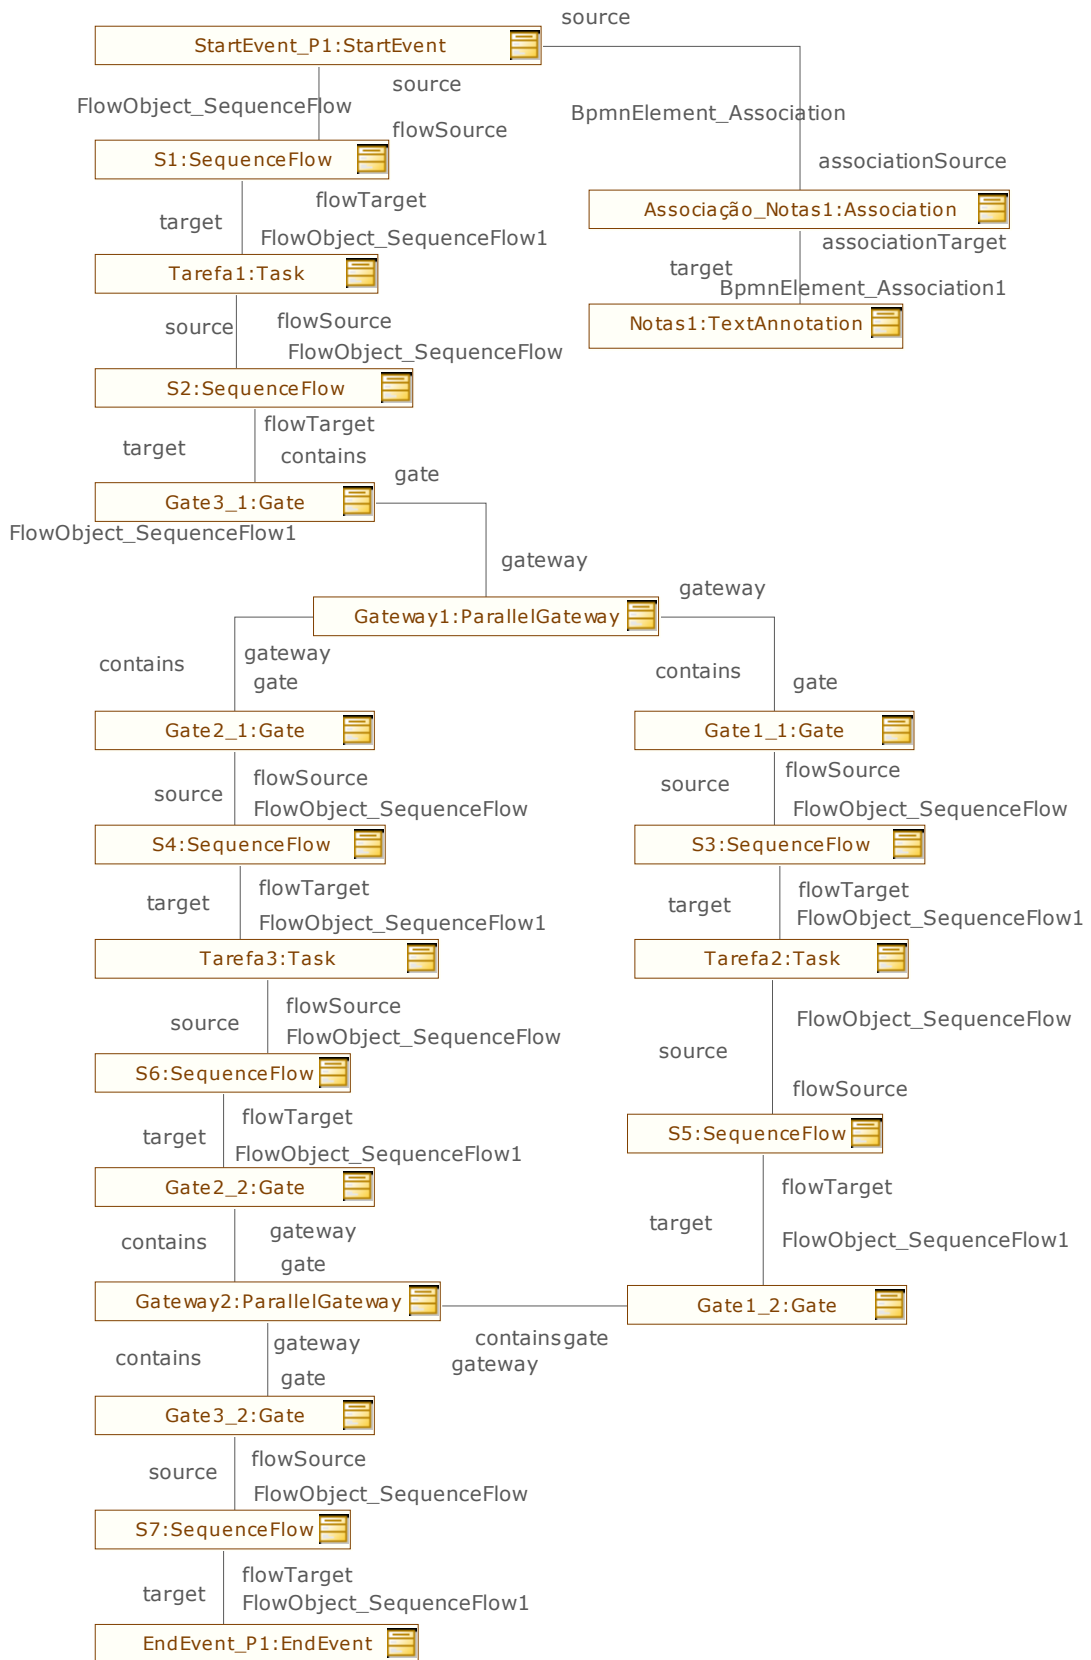 source
StartEvent_P1:StartEvent
source
FlowObject_SequenceFlow
BpmnElement_Association
flowSource
S1:SequenceFlow
associationSource
flowTarget
Associação_Notas1:Association
target
FlowObject_SequenceFlow1
associationTarget
Tarefa1:Task
target
BpmnElement_Association1
source
flowSource
Notas1:TextAnnotation
FlowObject_SequenceFlow
S2:SequenceFlow
flowTarget
target
contains
gate
Gate3_1:Gate
FlowObject_SequenceFlow1
gateway
gateway
Gateway1:ParallelGateway
contains
gateway
contains
gate
gate
Gate2_1:Gate
Gate1_1:Gate
flowSource
flowSource
source
source
FlowObject_SequenceFlow
FlowObject_SequenceFlow
S4:SequenceFlow
S3:SequenceFlow
flowTarget
flowTarget
target
target
FlowObject_SequenceFlow1
FlowObject_SequenceFlow1
Tarefa3:Task
Tarefa2:Task
flowSource
FlowObject_SequenceFlow
source
FlowObject_SequenceFlow
source
S6:SequenceFlow
flowSource
flowTarget
target
S5:SequenceFlow
FlowObject_SequenceFlow1
Gate2_2:Gate
flowTarget
contains
gateway
target
gate
FlowObject_SequenceFlow1
Gateway2:ParallelGateway
Gate1_2:Gate
contains
gate
gateway
gateway
contains
gate
Gate3_2:Gate
flowSource
source
FlowObject_SequenceFlow
S7:SequenceFlow
flowTarget
target
FlowObject_SequenceFlow1
EndEvent_P1:EndEvent